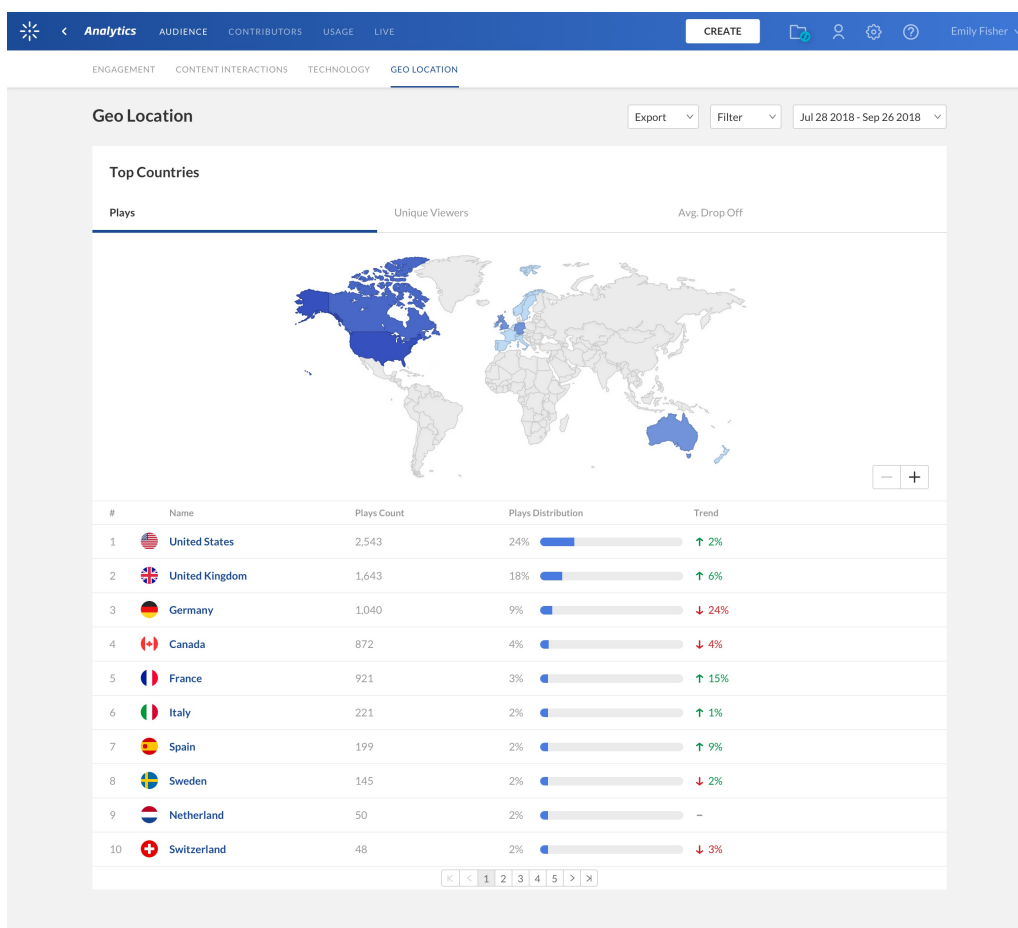 Analytics AUDIENCE CONTRIBUTORS USAGE LIVE CREATE Emily Fisher
ENGAGEMENT CONTENT INTERACTIONS TECHNOLOGY GEO LOCATION
Geo Location Export Filter Jul 28 2018 - Sep 26 2018
Top Countries
Plays Unique Viewers Avg. Drop Off
# Name Plays Count Plays Distribution Trend
1 United States 2,543 24% ↑ 2%
2 United Kingdom 1,643 18% ↑ 6%
3 Germany 1,040 9% ↓ 24%
4 Canada 872 4% ↓ 4%
5 France 921 3% ↑ 15%
6 Italy 221 2% ↑ 1%
7 Spain 199 2% ↑ 9%
8 Sweden 145 2% ↓ 2%
9 Netherland 50 2% –
10 Switzerland 48 2% ↓ 3%
1 2 3 4 5